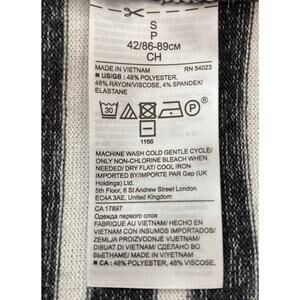 S
P
42/86-89см
CH
MADE IN VIETNAM RN 54023
US/GB: 48% POLYESTER,
48% RAYON/VISCOSE, 4% SPANDEX/
ELASTANE
30
1166
MACHINE WASH COLD GENTLE CYCLE/
ONLY NON-CHLORINE BLEACH WHEN
NEEDED/ DRY FLAT/ COOL IRON
IMPORTED BY/IMPORTE PAR Gap (UK
Holdings) Ltd.
5th Floor, 6 St Andrew Street London
EC4A 3AE, United Kingdom
CA 17897
Одежда первого слоя
FABRIQUE AU VIETNAM/ HECHO EN
VIETNAM CON INSUMOS IMPORTADOS/
ZEMLJA PROIZVODNJE VIJETNAM/
DIBUAT DI VIETNAM/ СДЕЛАНО ВО
ВЬЕТНАМЕ/ MADE IN VIYETNAM
CA: 48% POLYESTER, 48% RAYON/VISCOSE,